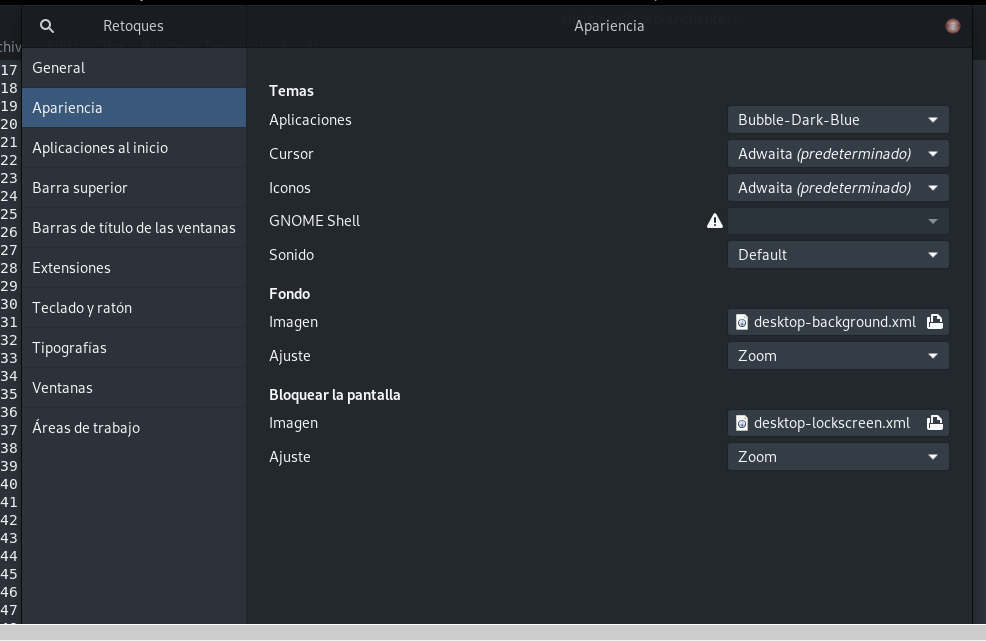 Retoques
Apariencia
chiv
General
Apariencia
Aplicaciones al inicio
Barra superior
Barras de título de las ventanas
Extensiones
Teclado y ratón
Tipografías
Ventanas
Áreas de trabajo
Temas
Aplicaciones Bubble-Dark-Blue
Cursor Adwaita (predeterminado)
Iconos Adwaita (predeterminado)
GNOME Shell
Sonido Default
Fondo
Imagen desktop-background.xml
Ajuste Zoom
Bloquear la pantalla
Imagen desktop-lockscreen.xml
Ajuste Zoom
17
18
19
20
21
22
23
24
25
26
27
28
29
30
31
32
33
34
35
36
37
38
39
40
41
42
43
44
45
46
47